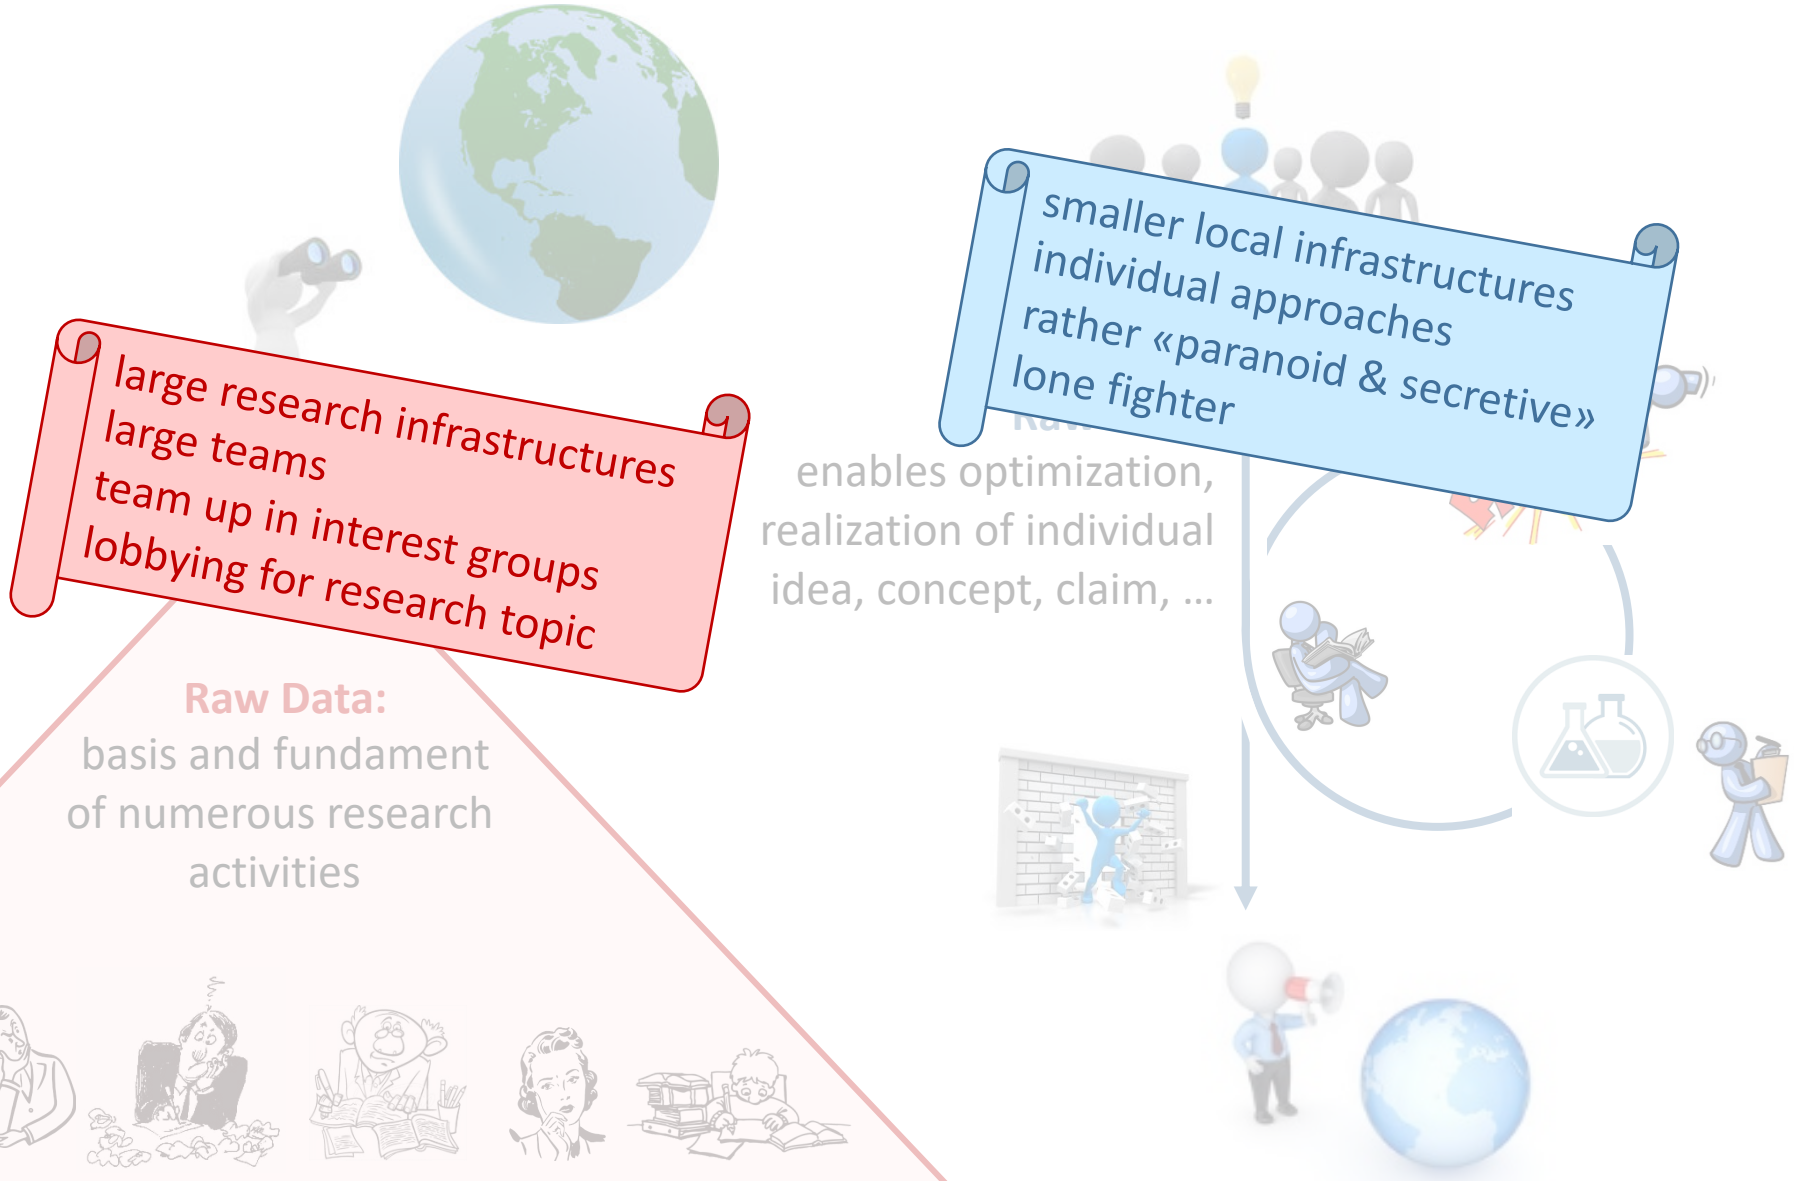 large research infrastructures
large teams
team up in interest groups
lobbying for research topic
Raw Data:
basis and fundament
of numerous research
activities
smaller local infrastructures
individual approaches
rather «paranoid & secretive»
lone fighter
enables optimization,
realization of individual
idea, concept, claim, ...